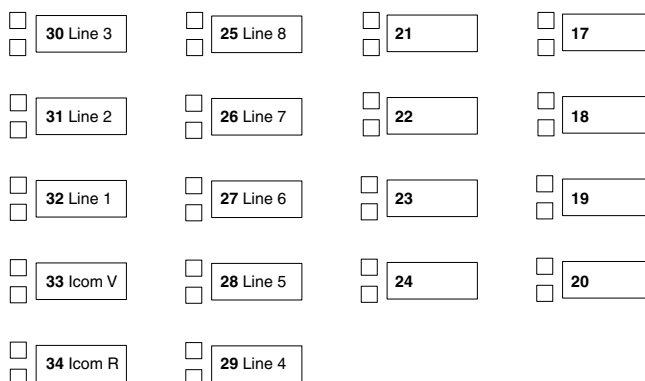 30 Line 3
25 Line 8
21
17
31 Line 2
26 Line 7
22
18
32 Line 1
27 Line 6
23
19
33 Icom V
28 Line 5
24
20
34 Icom R
29 Line 4